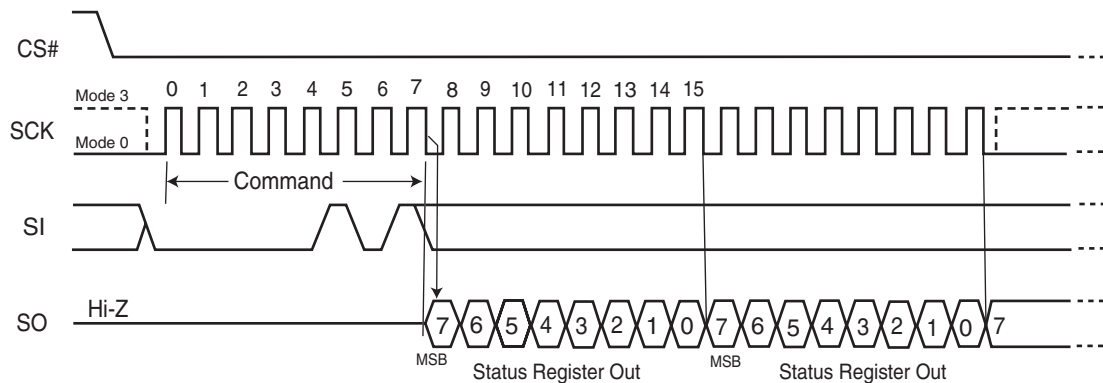 CS#
0 1 2 3 4 5 6 7 8 9 10 11 12 13 14 15
Mode 3
SCK
Mode 0
Command
SI
Hi-Z
SO
7 6 5 4 3 2 1 0 7 6 5 4 3 2 1 0 7
MSB Status Register Out MSB Status Register Out